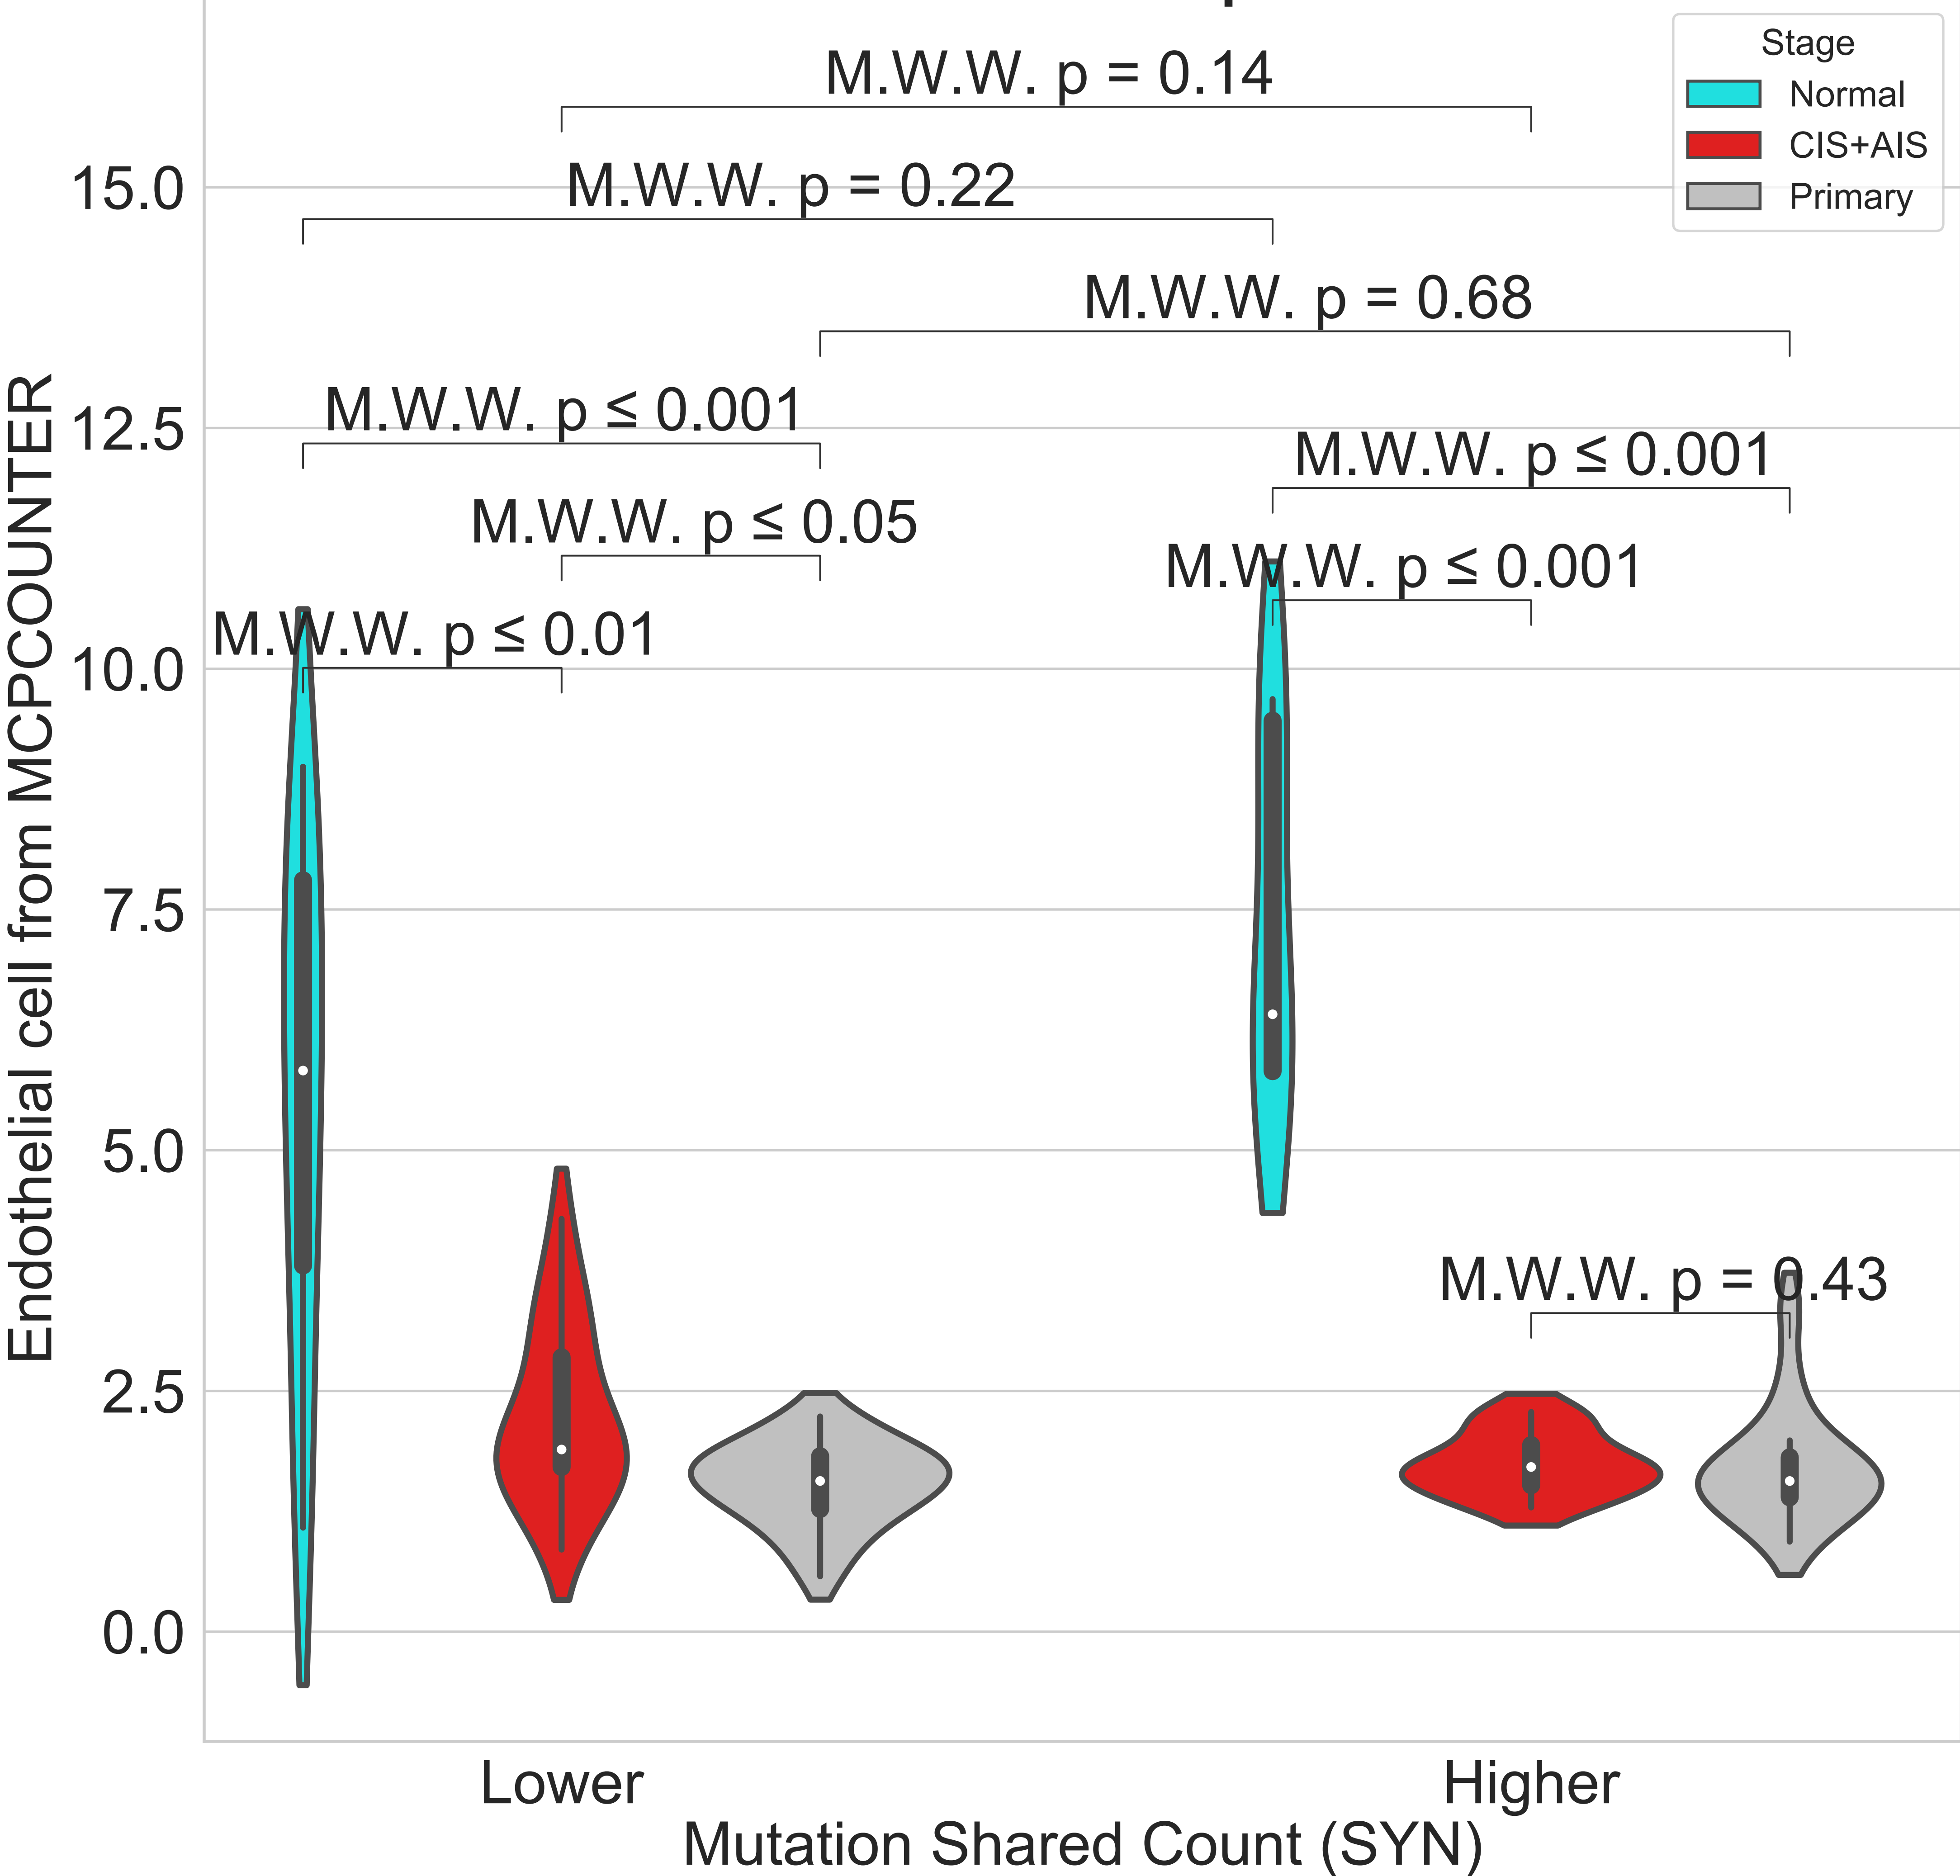 M.W.W. p = 0.14
Stage
Normal
CIS+AIS
Primary
M.W.W. p = 0.22
M.W.W. p = 0.68
M.W.W. p ≤ 0.001
M.W.W. p ≤ 0.001
M.W.W. p ≤ 0.05
M.W.W. p ≤ 0.001
M.W.W. p ≤ 0.01
M.W.W. p = 0.43
15.0
12.5
10.0
7.5
5.0
2.5
0.0
Endothelial cell from MCPCOUNTER
Lower
Higher
Mutation Shared Count (SYN)